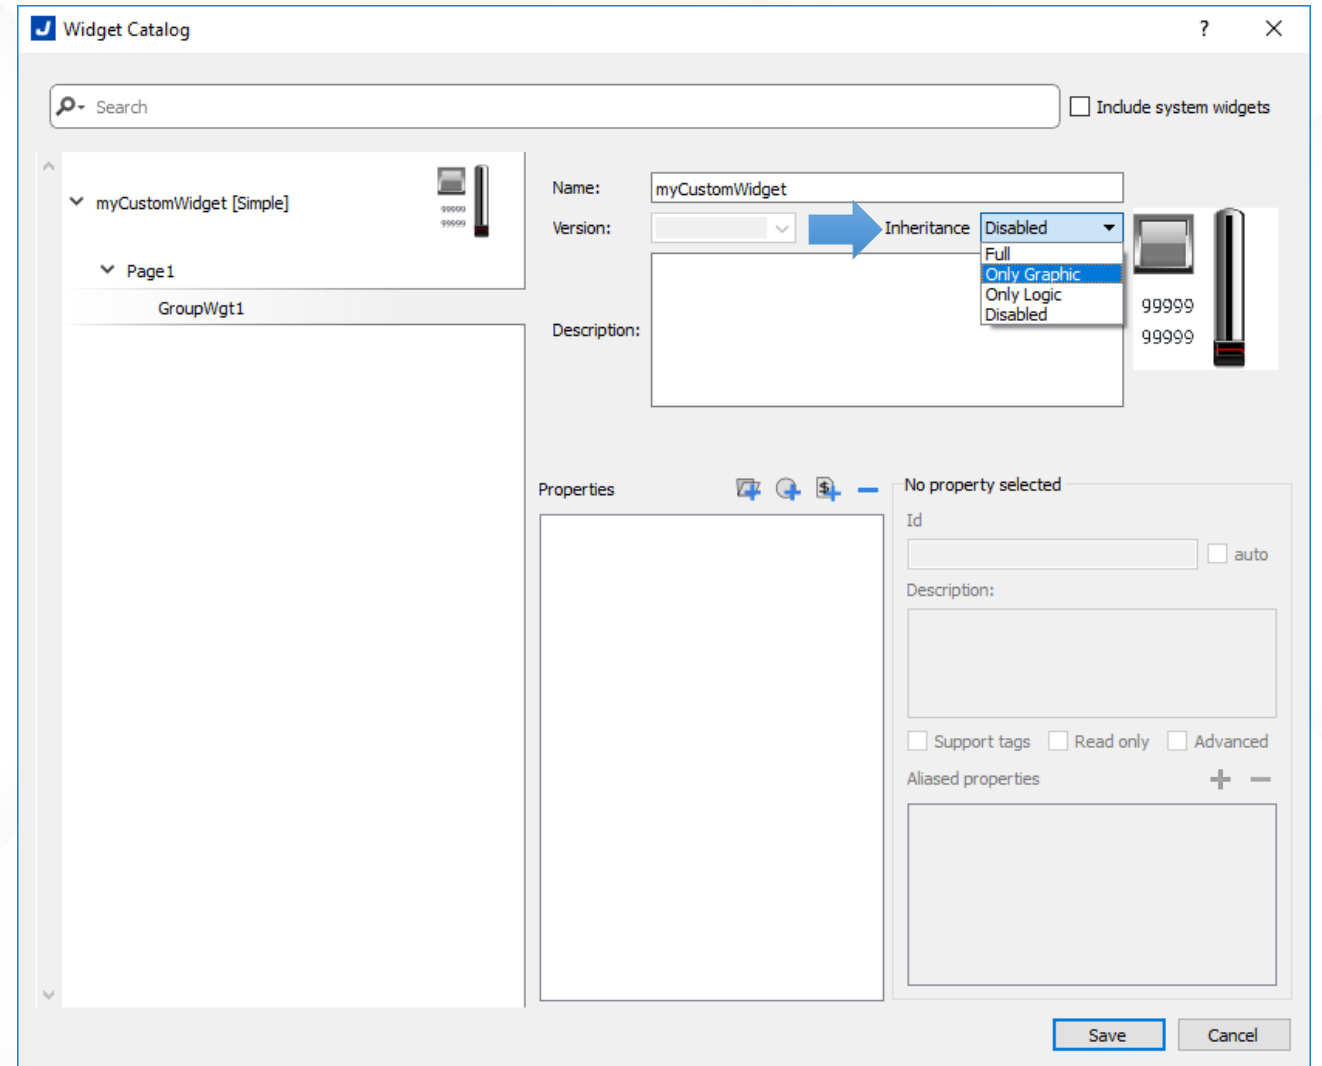 Widget Catalog
?
Search
Include system widgets
myCustomWidget [Simple]
99999
99999
Page1
GroupWgt1
Name:
myCustomWidget
Version:
Inheritance
Disabled
Full
Only Graphic
Only Logic
Disabled
Description:
99999
99999
Properties
No property selected
Id
auto
Description:
Support tags
Read only
Advanced
Aliased properties
Save
Cancel